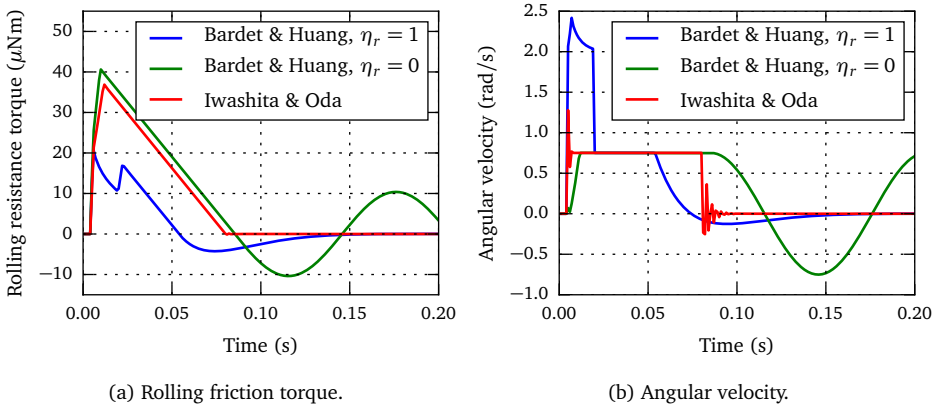 Rolling resistance torque (μNm)
50
40
30
20
10
0
−10
Bardet & Huang, ηr = 1
Bardet & Huang, ηr = 0
Iwashita & Oda
0.00 0.05 0.10 0.15 0.20
Time (s)
(a) Rolling friction torque.
Angular velocity (rad/s)
2.5
2.0
1.5
1.0
0.5
0.0
−0.5
−1.0
Bardet & Huang, ηr = 1
Bardet & Huang, ηr = 0
Iwashita & Oda
0.00 0.05 0.10 0.15 0.20
Time (s)
(b) Angular velocity.